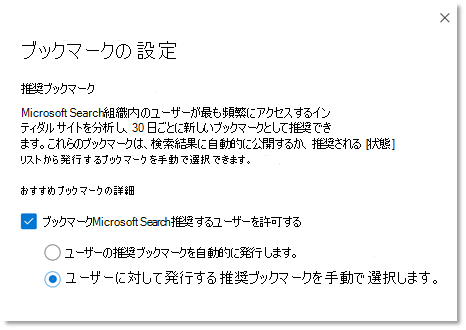 ブックマークの設定
推奨ブックマーク
Microsoft Search組織内のユーザーが最も頻繁にアクセスするイン
ティダル サイトを分析し、30 日ごとに新しいブックマークとして推奨でき
ます。これらのブックマークは、検索結果に自動的に公開するか、推奨される [状態]
リストから発行するブックマークを手動で選択できます。
おすすめブックマークの詳細
ブックマークMicrosoft Search推奨するユーザーを許可する
ユーザーの推奨ブックマークを自動的に発行します。
ユーザーに対して発行する推奨ブックマークを手動で選択します。